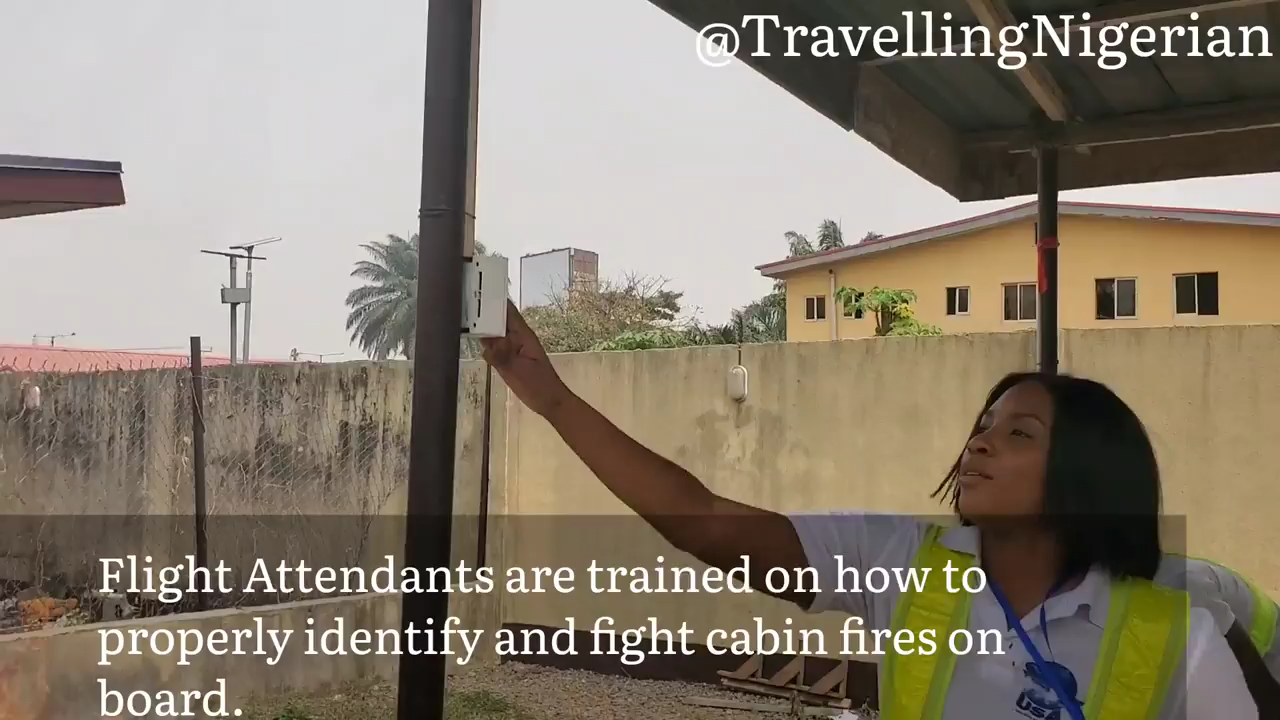 @TravellingNigerian
Flight Attendants are trained on how to
properly identify and fight cabin fires on
board.